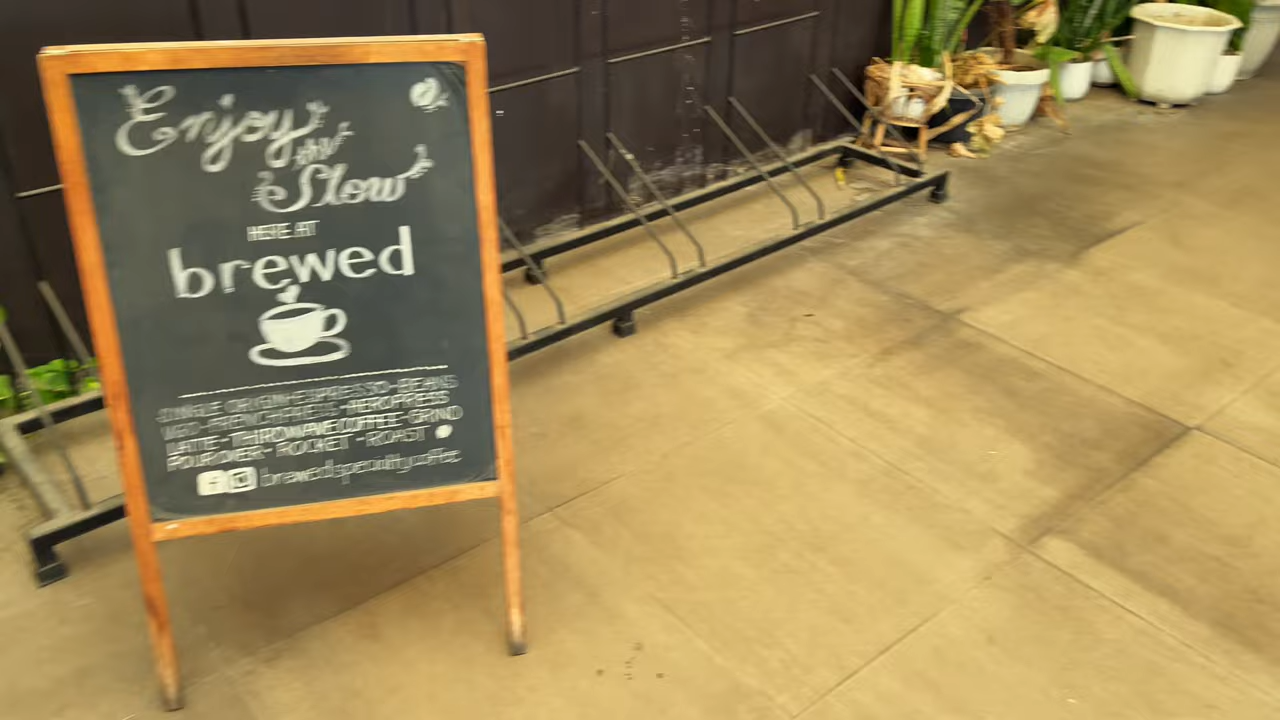 Enjoy
the
Slow
HERE AT
brewed
SINGLE ORIGIN-ESPRESSO-BEANS
V60-FRENCHPRESS-AEROPRESS
LATTE-THIRDWAVECOFFEE-GRIND
POUROVER-ROCKET-ROAST
f brewedspecialtycoffee